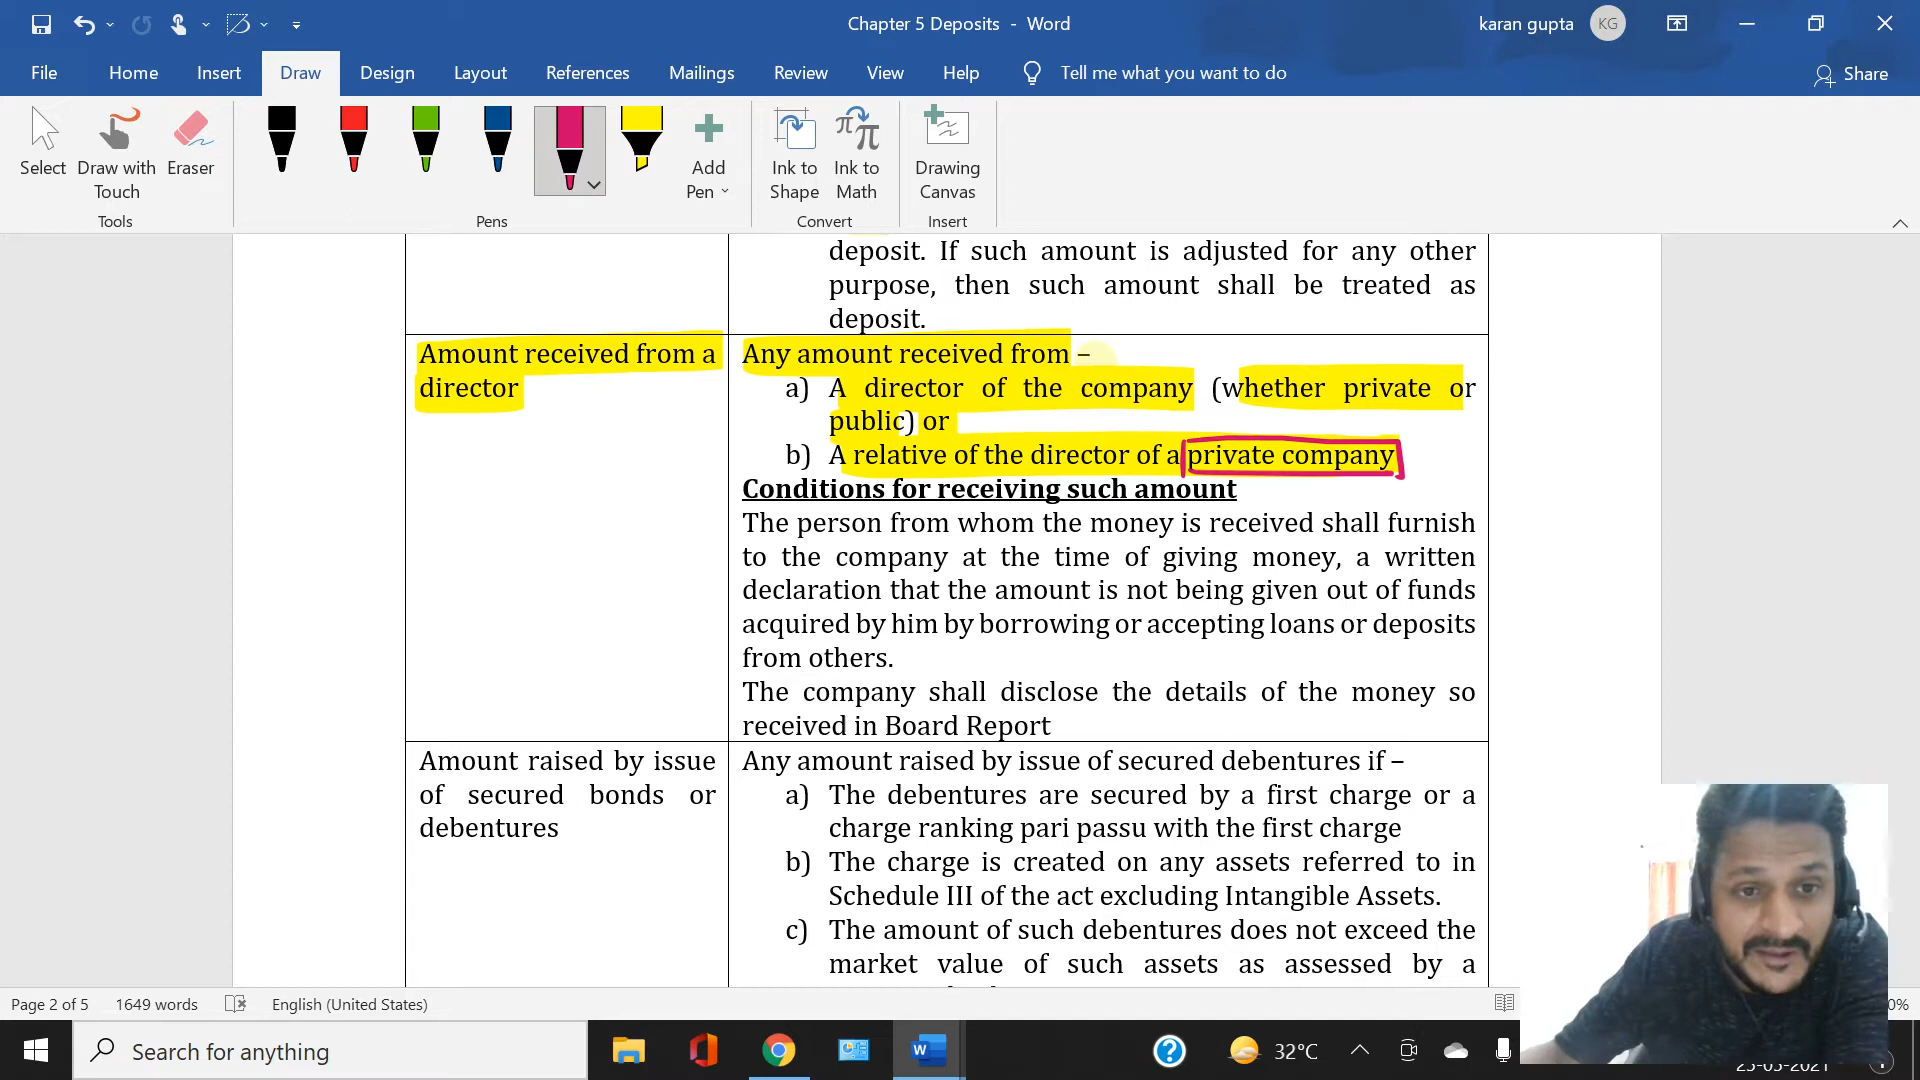 Chapter 5 Deposits - Word
karan gupta
KG
File
Home
Insert
Draw
Design
Layout
References
Mailings
Review
View
Help
Tell me what you want to do
Share
Select
Draw with Touch
Eraser
Add Pen
Ink to Shape
Ink to Math
Drawing Canvas
Tools
Pens
Convert
Insert
deposit. If such amount is adjusted for any other
purpose, then such amount shall be treated as
deposit.
Amount received from a
director
Any amount received from –
a) A director of the company (whether private or
public) or
b) A relative of the director of a private company
Conditions for receiving such amount
The person from whom the money is received shall furnish
to the company at the time of giving money, a written
declaration that the amount is not being given out of funds
acquired by him by borrowing or accepting loans or deposits
from others.
The company shall disclose the details of the money so
received in Board Report
Amount raised by issue
of secured bonds or
debentures
Any amount raised by issue of secured debentures if –
a) The debentures are secured by a first charge or a
charge ranking pari passu with the first charge
b) The charge is created on any assets referred to in
Schedule III of the act excluding Intangible Assets.
c) The amount of such debentures does not exceed the
market value of such assets as assessed by a
Page 2 of 5
1649 words
English (United States)
0%
Search for anything
32°C